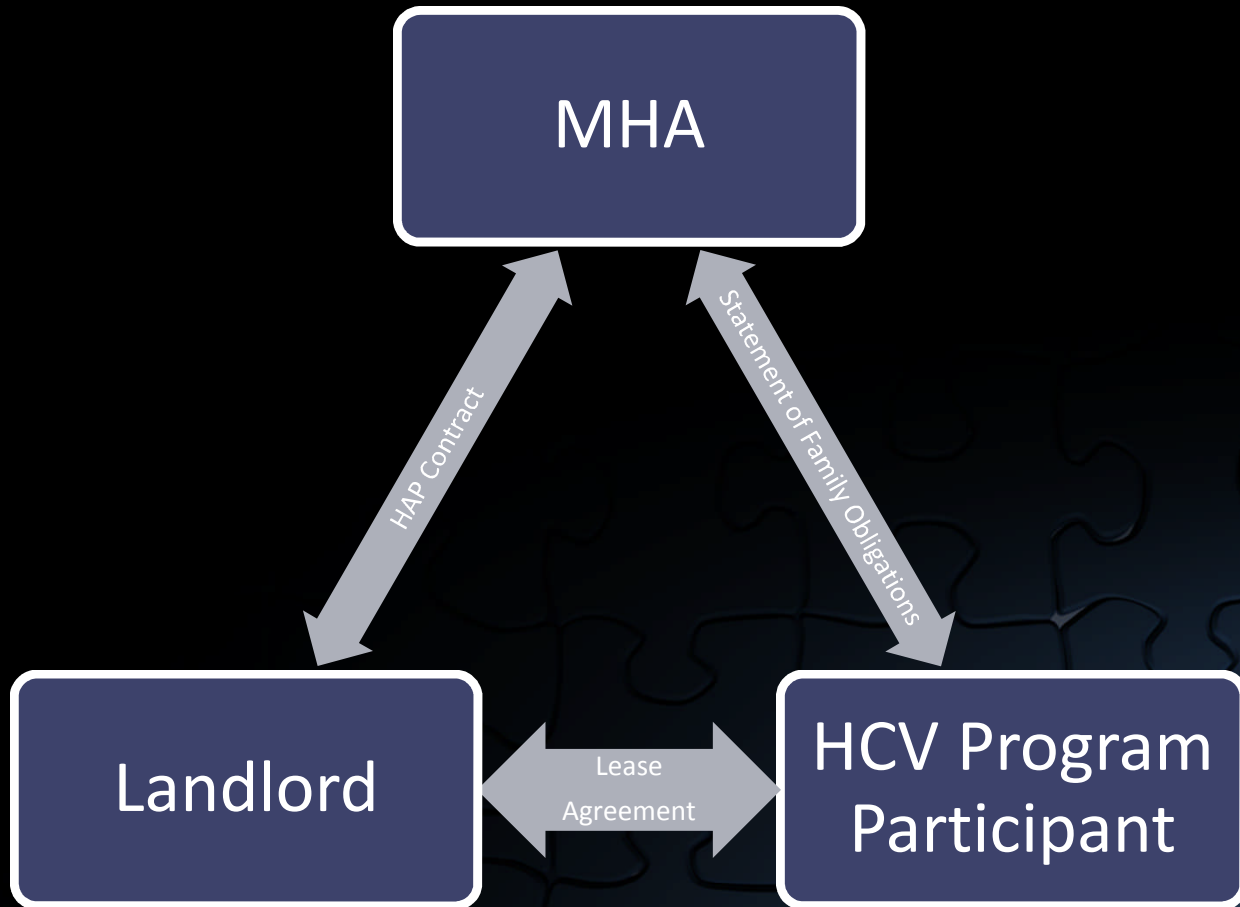 MHA
HAP Contract
Statement of Family Obligations
Landlord
Lease
Agreement
HCV Program
Participant